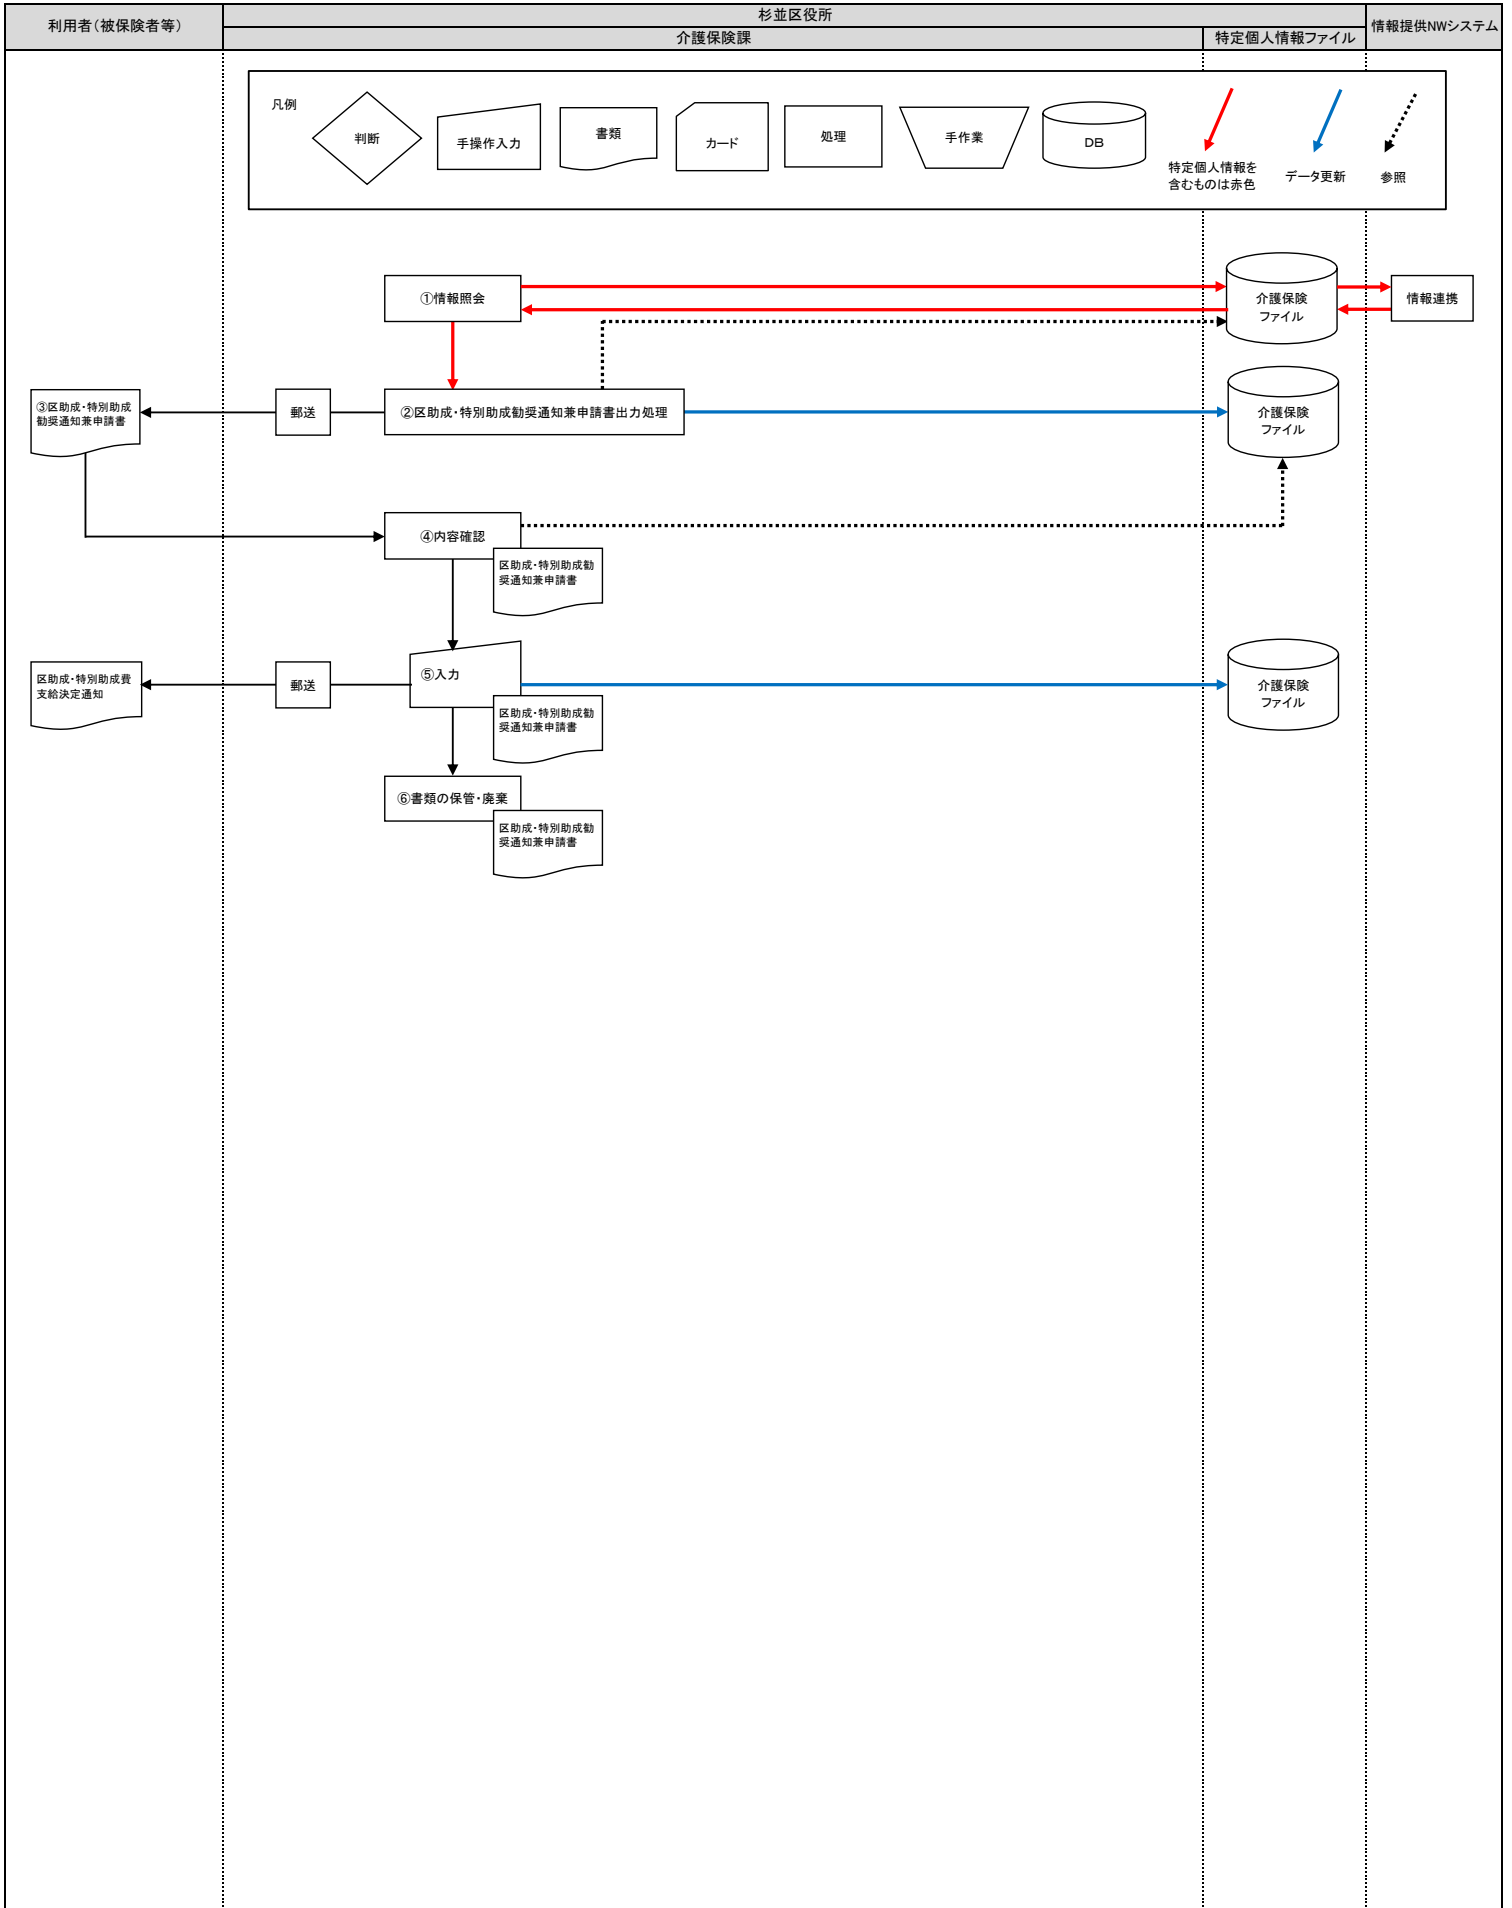 利用者（被保険者等）
杉並区役所
情報提供NWシステム
介護保険課
特定個人情報ファイル
凡例
判断
手操作入力
書類
カード
処理
手作業
DB
特定個人情報を
含むものは赤色
データ更新
参照
①情報照会
介護保険
ファイル
情報連携
③区助成・特別助成
勧奨通知兼申請書
郵送
②区助成・特別助成勧奨通知兼申請書出力処理
介護保険
ファイル
④内容確認
区助成・特別助成勧
奨通知兼申請書
区助成・特別助成費
支給決定通知
郵送
⑤入力
区助成・特別助成勧
奨通知兼申請書
介護保険
ファイル
⑥書類の保管・廃棄
区助成・特別助成勧
奨通知兼申請書